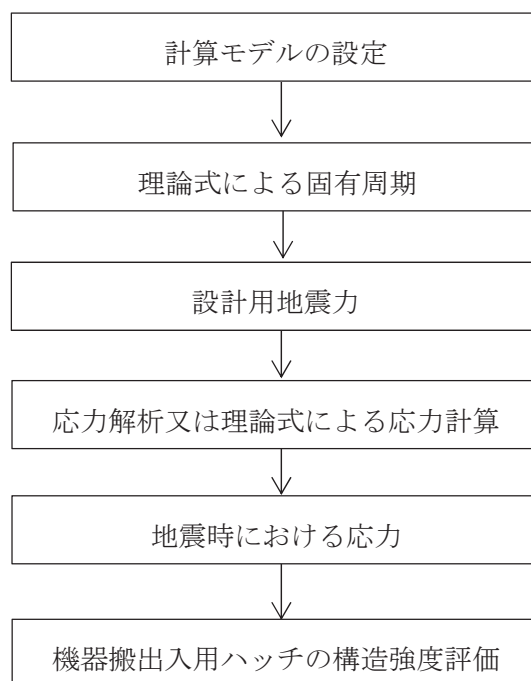 計算モデルの設定
理論式による固有周期
設計用地震力
応力解析又は理論式による応力計算
地震時における応力
機器搬出入用ハッチの構造強度評価